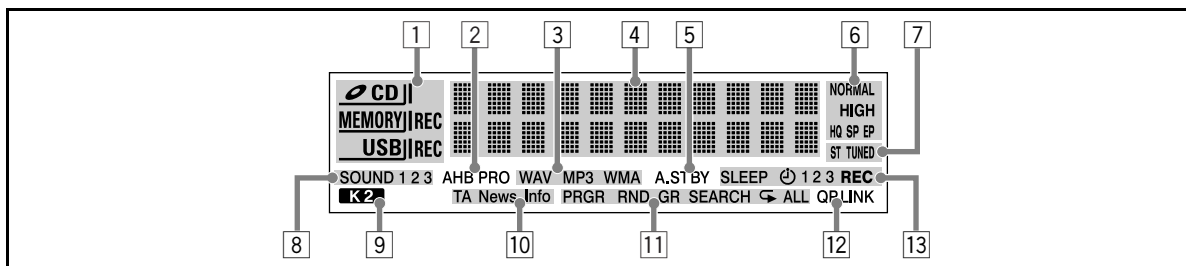 1 2 3 4 5 6 7
CD NORMAL
HIGH
MEMORY REC
HQ SP EP
USB REC
ST TUNED
SOUND 1 2 3 AHB PRO WAV MP3 WMA A.STBY SLEEP 1 2 3 REC
K2 TA News Info PRGR RND GR SEARCH ALL QP LINK
8 9 10 11 12 13